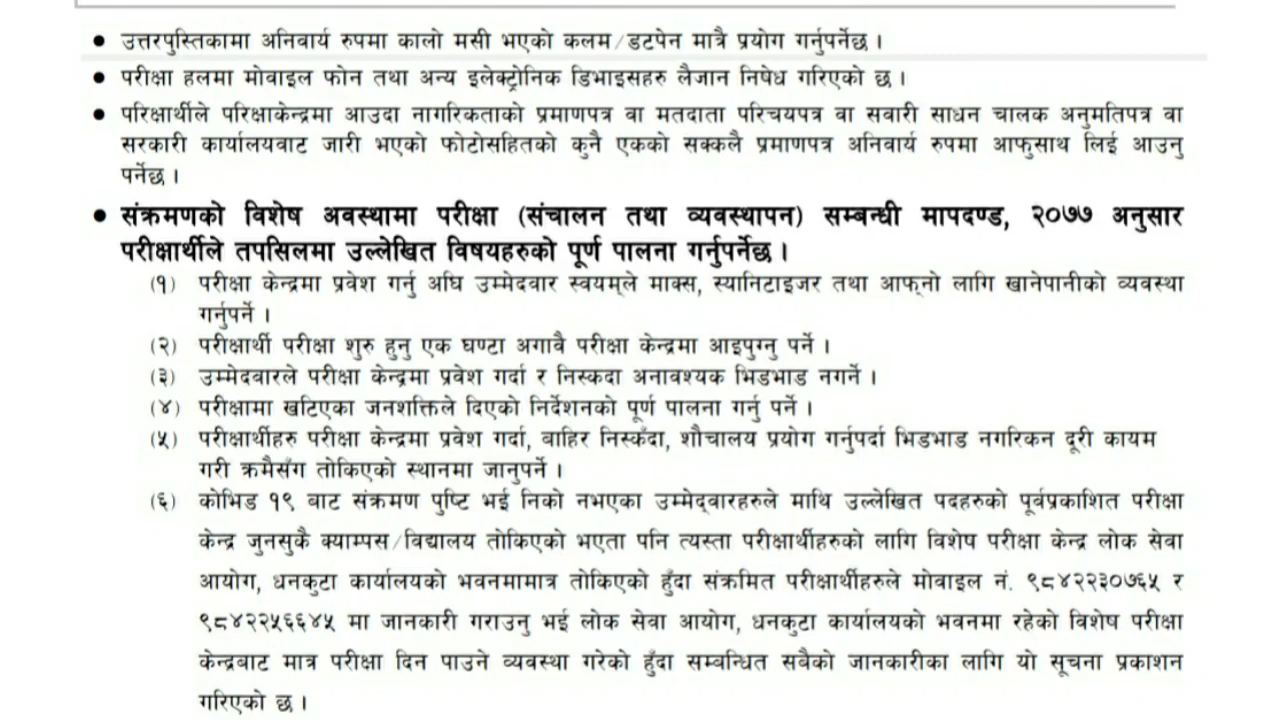 • उत्तरपुस्तिकामा अनिवार्य रुपमा कालो मसी भएको कलम/डटपेन मात्रै प्रयोग गर्नुपर्नेछ ।
• परीक्षा हलमा मोवाइल फोन तथा अन्य इलेक्ट्रोनिक डिभाइसहरु लैजान निषेध गरिएको छ ।
• परिक्षार्थीले परिक्षाकेन्द्रमा आउदा नागरिकताको प्रमाणपत्र वा मतदाता परिचयपत्र वा सवारी साधन चालक अनुमतिपत्र वा
सरकारी कार्यालयवाट जारी भएको फोटोसहितको कुनै एकको सक्कलै प्रमाणपत्र अनिवार्य रुपमा आफुसाथ लिई आउनु
पर्नेछ ।
• संक्रमणको विशेष अवस्थामा परीक्षा (संचालन तथा व्यवस्थापन) सम्बन्धी मापदण्ड, २०७७ अनुसार
परीक्षार्थीले तपसिलमा उल्लेखित विषयहरुको पूर्ण पालना गर्नुपर्नेछ ।
(१) परीक्षा केन्द्रमा प्रवेश गर्नु अघि उम्मेदवार स्वयम्‌ले माक्स, स्यानिटाइजर तथा आफ्‌नो लागि खानेपानीको व्यवस्था
गर्नुपर्ने ।
(२) परीक्षार्थी परीक्षा शुरु हुनु एक घण्टा अगावै परीक्षा केन्द्रमा आइपुग्नु पर्ने ।
(३) उम्मेदवारले परीक्षा केन्द्रमा प्रवेश गर्दा र निस्कदा अनावश्यक भिडभाड नगर्ने ।
(४) परीक्षामा खटिएका जनशक्तिले दिएको निर्देशनको पूर्ण पालना गर्नु पर्ने ।
(५) परीक्षार्थीहरु परीक्षा केन्द्रमा प्रवेश गर्दा, बाहिर निस्कँदा, शौचालय प्रयोग गर्नुपर्दा भिडभाड नगरिकन दूरी कायम
गरी क्रमैसंग तोकिएको स्थानमा जानुपर्ने ।
(६) कोभिड १९ बाट संक्रमण पुष्टि भई निको नभएका उम्मेद्‌वारहरुले माथि उल्लेखित पदहरुको पूर्वप्रकाशित परीक्षा
केन्द्र जुनसुकै क्याम्पस/विद्यालय तोकिएको भएता पनि त्यस्ता परीक्षार्थीहरुको लागि विशेष परीक्षा केन्द्र लोक सेवा
आयोग, धनकुटा कार्यालयको भवनमामात्र तोकिएको हुँदा संक्रमित परीक्षार्थीहरुले मोवाइल नं. ९८४२२३०७६५ र
९८४२२५६६४५ मा जानकारी गराउनु भई लोक सेवा आयोग, धनकुटा कार्यालयको भवनमा रहेको विशेष परीक्षा
केन्द्रबाट मात्र परीक्षा दिन पाउने व्यवस्था गरेको हुँदा सम्बन्धित सबैको जानकारीका लागि यो सूचना प्रकाशन
गरिएको छ ।